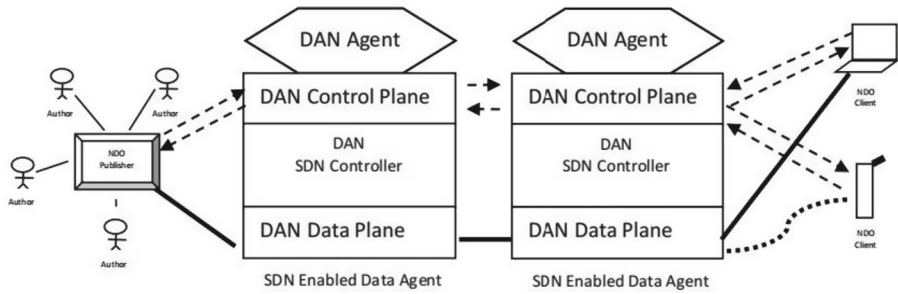 DAN Agent
DAN Agent
DAN Control Plane
DAN Control Plane
NDO
Client
Author
Author
NDO
Publisher
DAN
SDN Controller
DAN
SDN Controller
Author
DAN Data Plane
DAN Data Plane
NDO
Client
Author
SDN Enabled Data Agent
SDN Enabled Data Agent